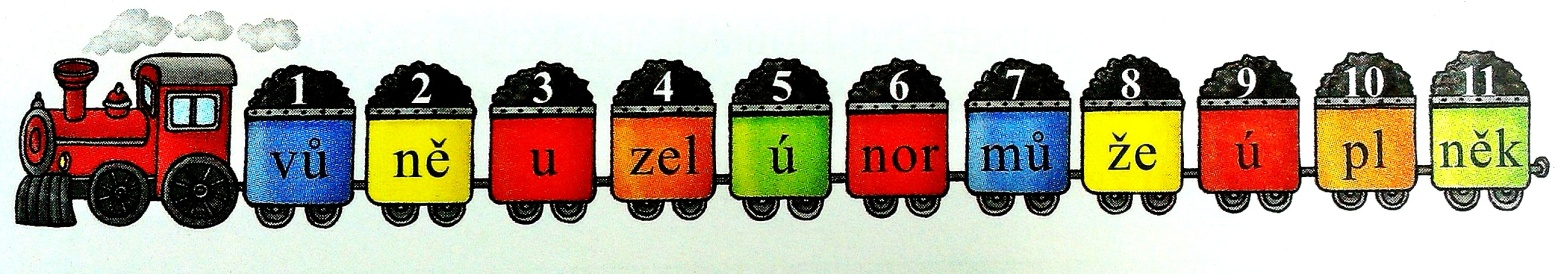 1 2 3 4 5 6 7 8 9 10 11
vů ně u zel ú nor mů že ú pl něk